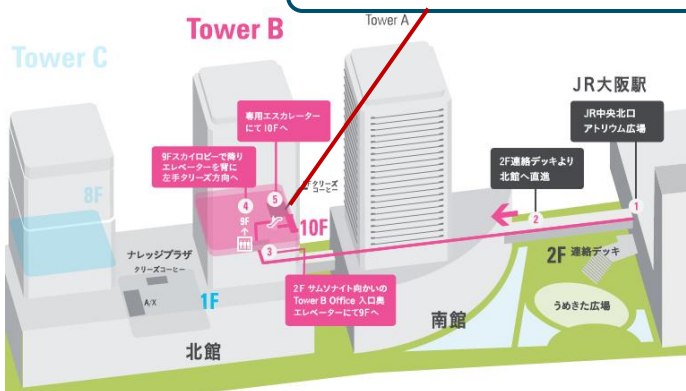 Tower C
Tower B
Tower A
JR大阪駅
JR中央北口
アトリウム広場
専用エスカレーター
にて10Fへ
9Fスカイロビーで降り
エレベーターを背に
左手タリーズ方向へ
2F連絡デッキより
北館へ直進
タリーズ
コーヒー
8F
4
5
9F
10F
1
2
3
ナレッジプラザ
タリーズコーヒー
A/X
1F
2F サムソナイト向かいの
Tower B Office 入口奥
エレベーターにて9Fへ
2F 連絡デッキ
うめきた広場
南館
北館